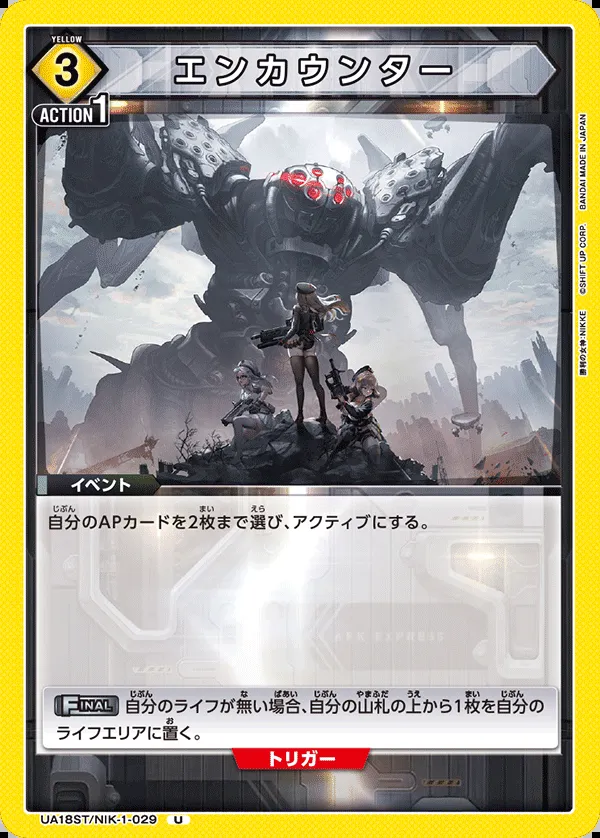 YELLOW
3
エンカウンター
ACTION 1
BANDAI MADE IN JAPAN
©SHIFT UP CORP.
勝利の女神:NIKKE
イベント
自分のAPカードを2枚まで選び、アクティブにする。
APX EXPRESS
FINAL 自分のライフが無い場合、自分の山札の上から1枚を自分の
ライフエリアに置く。
トリガー
UA18ST/NIK-1-029 U